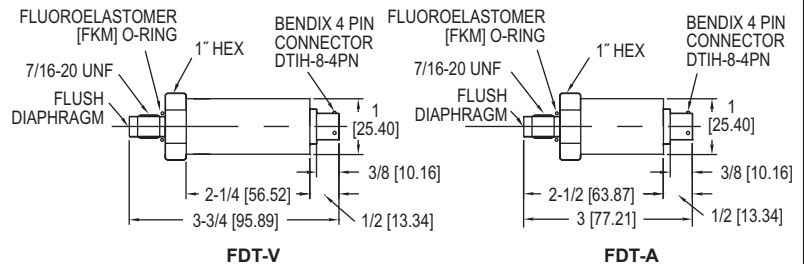 FLUOROELASTOMER
[FKM] O-RING
1˝ HEX
BENDIX 4 PIN
CONNECTOR
DTIH-8-4PN
7/16-20 UNF
FLUSH
DIAPHRAGM
1
[25.40]
3/8 [10.16]
2-1/4 [56.52]
3-3/4 [95.89]
1/2 [13.34]
FDT-V
FLUOROELASTOMER
[FKM] O-RING
1˝ HEX
BENDIX 4 PIN
CONNECTOR
DTIH-8-4PN
7/16-20 UNF
FLUSH
DIAPHRAGM
1
[25.40]
3/8 [10.16]
2-1/2 [63.87]
3 [77.21]
1/2 [13.34]
FDT-A